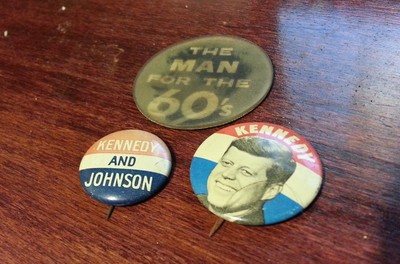 THE
MAN
FOR THE
60's
KENNEDY
AND
JOHNSON
KENNEDY